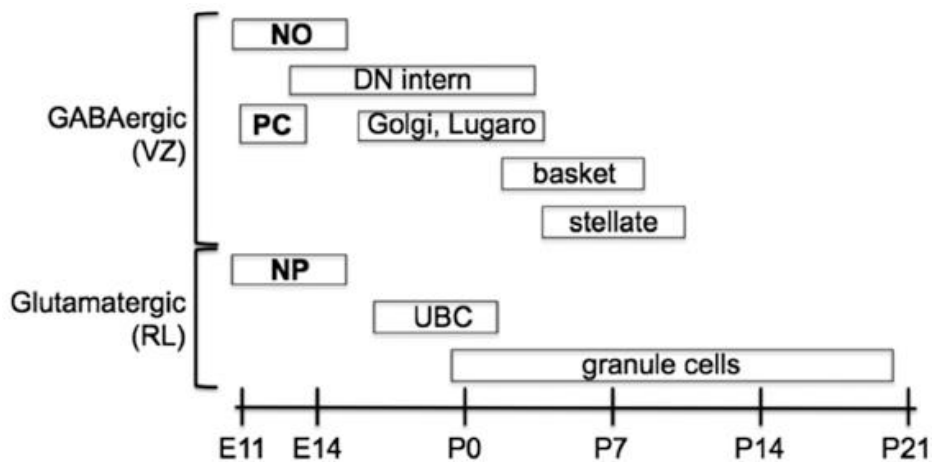 NO
DN intern
GABAergic
(VZ)
PC
Golgi, Lugaro
basket
stellate
NP
Glutamatergic
(RL)
UBC
granule cells
E11 E14 P0 P7 P14 P21